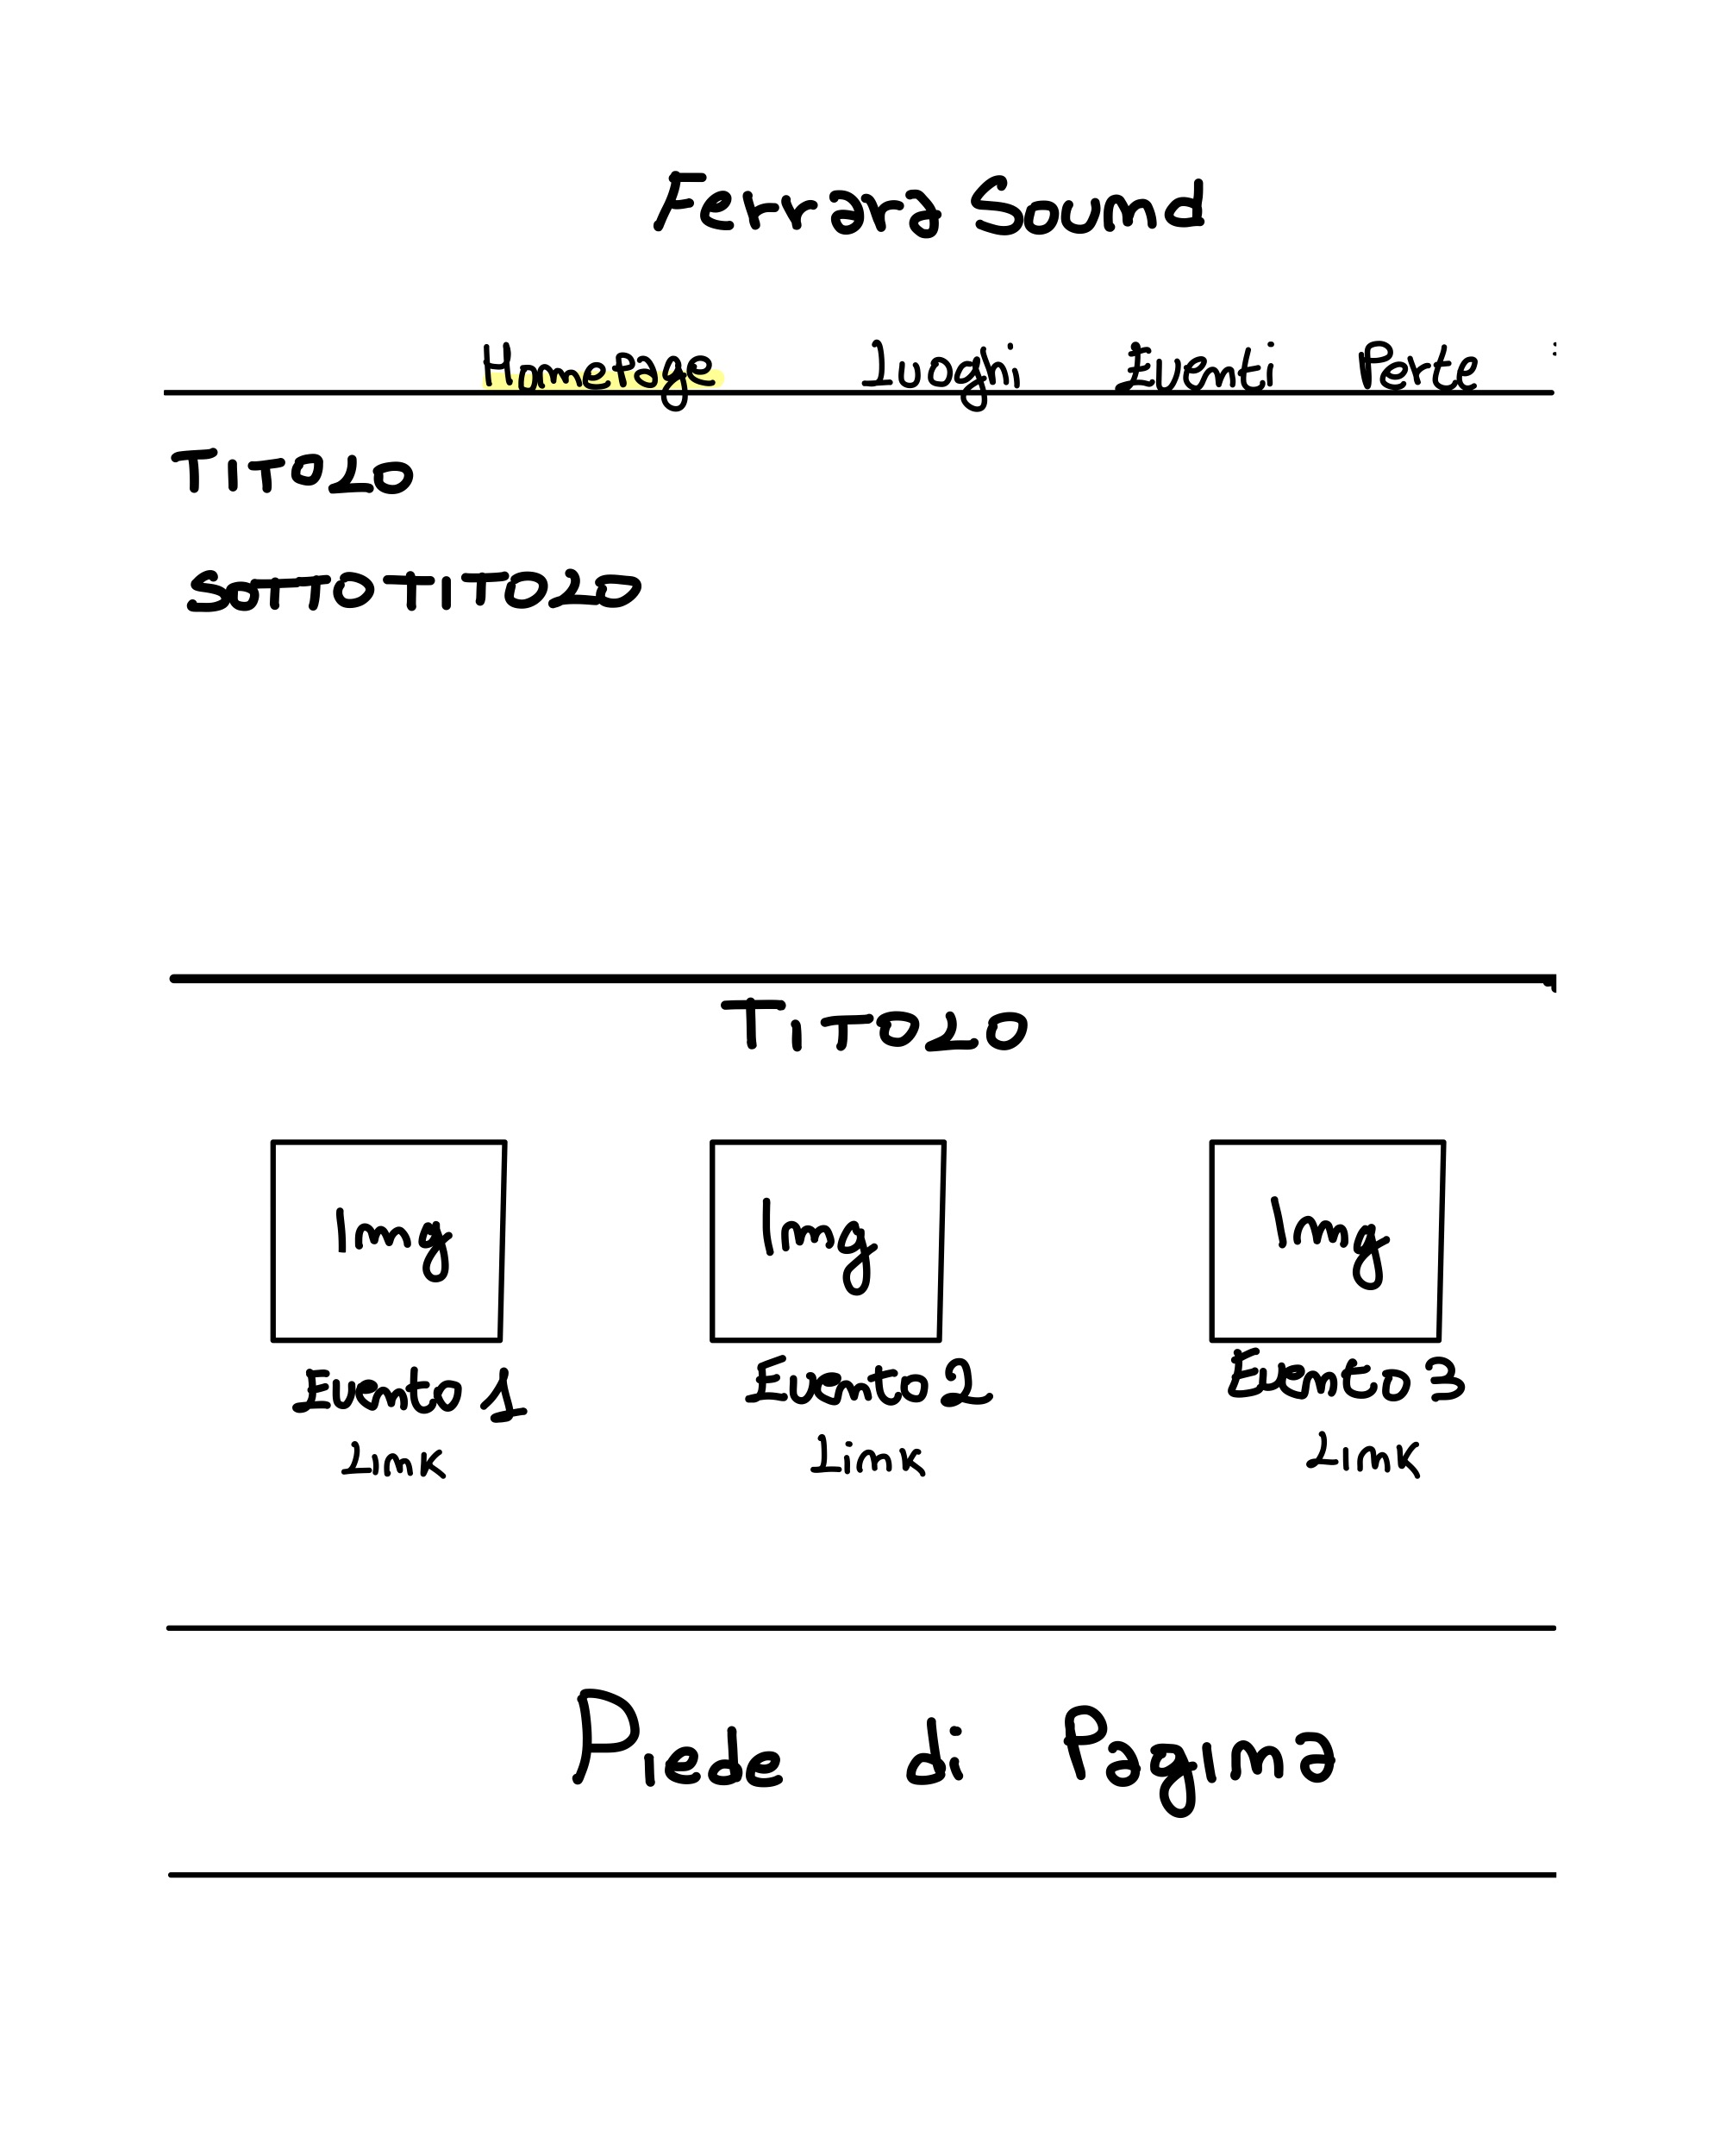 Ferrara Sound
Homepage Luoghi Eventi Perte
TITOLO
SOTTOTITOLO
TiTOLO
Img Img Img
Evento 1 Evento 2 Evento 3
Link Link Link
Piede di Pagina